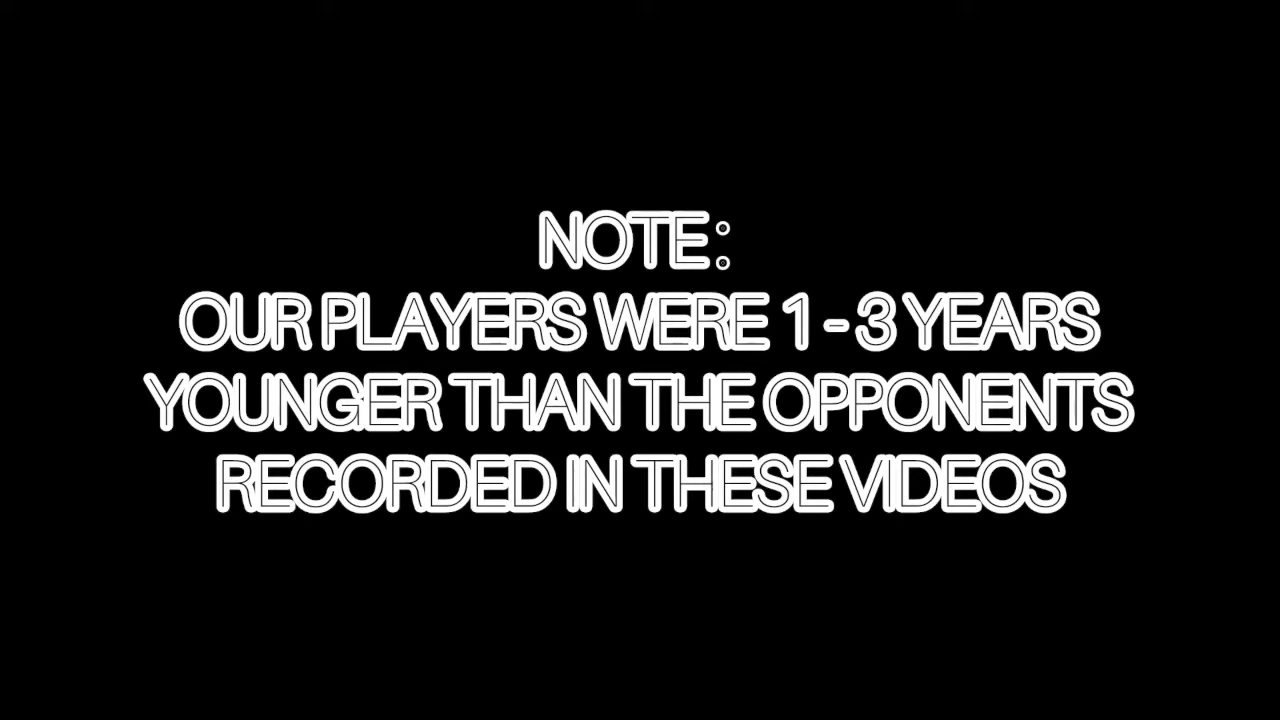 NOTE:
OUR PLAYERS WERE 1 - 3 YEARS
YOUNGER THAN THE OPPONENTS
RECORDED IN THESE VIDEOS